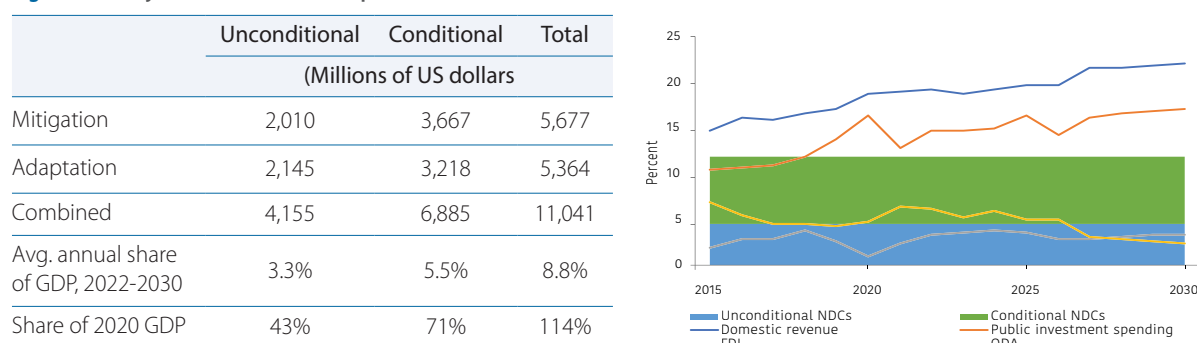 Unconditional Conditional Total
(Millions of US dollars
Mitigation 2,010 3,667 5,677
Adaptation 2,145 3,218 5,364
Combined 4,155 6,885 11,041
Avg. annual share
of GDP, 2022-2030 3.3% 5.5% 8.8%
Share of 2020 GDP 43% 71% 114%
25
20
15
10
5
0
Percent
2015 2020 2025 2030
Unconditional NDCs Conditional NDCs
Domestic revenue Public investment spending
FDI ODA